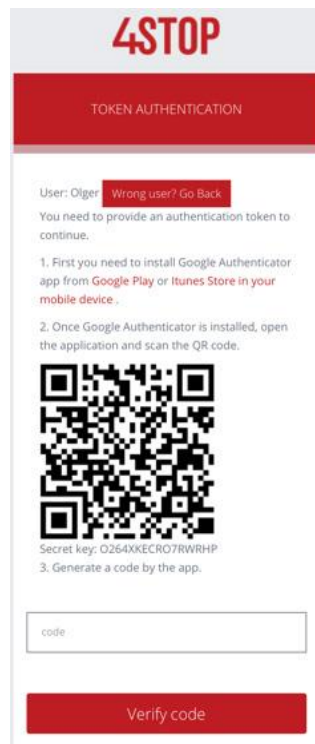 4STOP
TOKEN AUTHENTICATION
User: Olger Wrong user? Go Back
You need to provide an authentication token to
continue.
1. First you need to install Google Authenticator
app from Google Play or Itunes Store in your
mobile device .
2. Once Google Authenticator is installed, open
the application and scan the QR code.
Secret key: O264XKECRO7RWRHP
3. Generate a code by the app.
code
Verify code